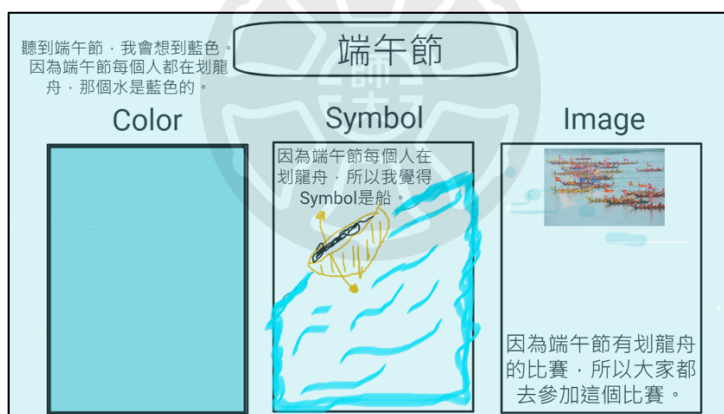 端午節
聽到端午節，我會想到藍色。
因為端午節每個人都在划龍
舟，那個水是藍色的。
Color
Symbol
因為端午節每個人在
划龍舟，所以我覺得
Symbol是船。
Image
因為端午節有划龍舟
的比賽，所以大家都
去參加這個比賽。